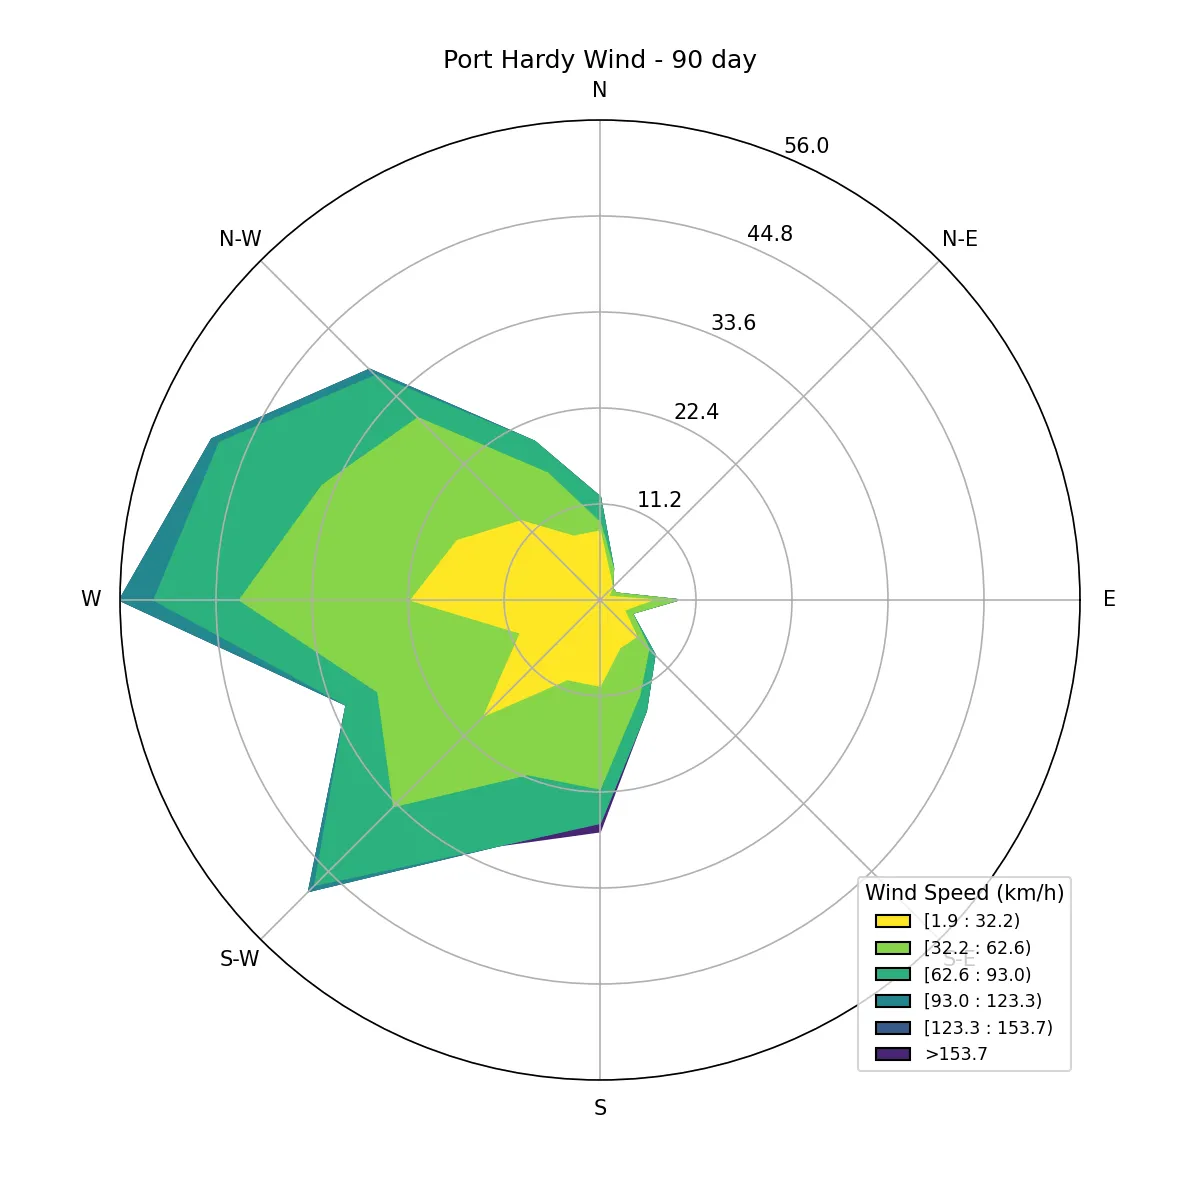 Port Hardy Wind - 90 day
N
56.0
N-W
N-E
44.8
33.6
22.4
11.2
W
E
S-W
S-E
S
Wind Speed (km/h)
[1.9 : 32.2)
[32.2 : 62.6)
[62.6 : 93.0)
[93.0 : 123.3)
[123.3 : 153.7)
>153.7